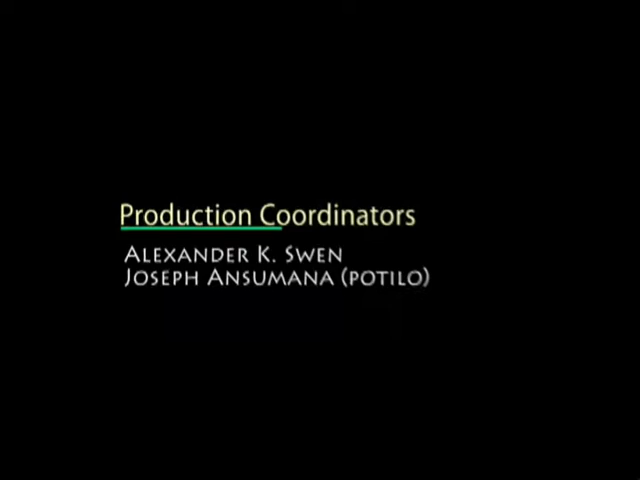 Production Coordinators
ALEXANDER K. SWEN
JOSEPH ANSUMANA (POTILO)